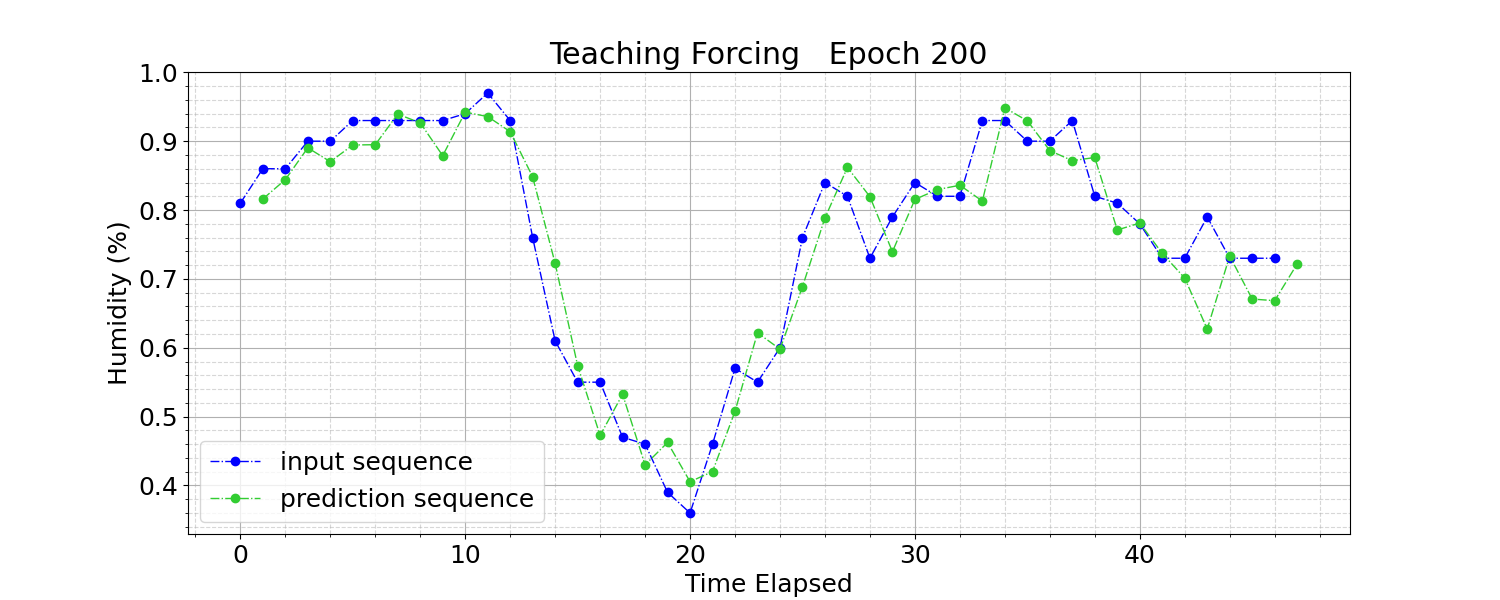 Teaching Forcing   Epoch 200
Humidity (%)
1.0
0.9
0.8
0.7
0.6
0.5
0.4
input sequence
prediction sequence
0
10
20
30
40
Time Elapsed